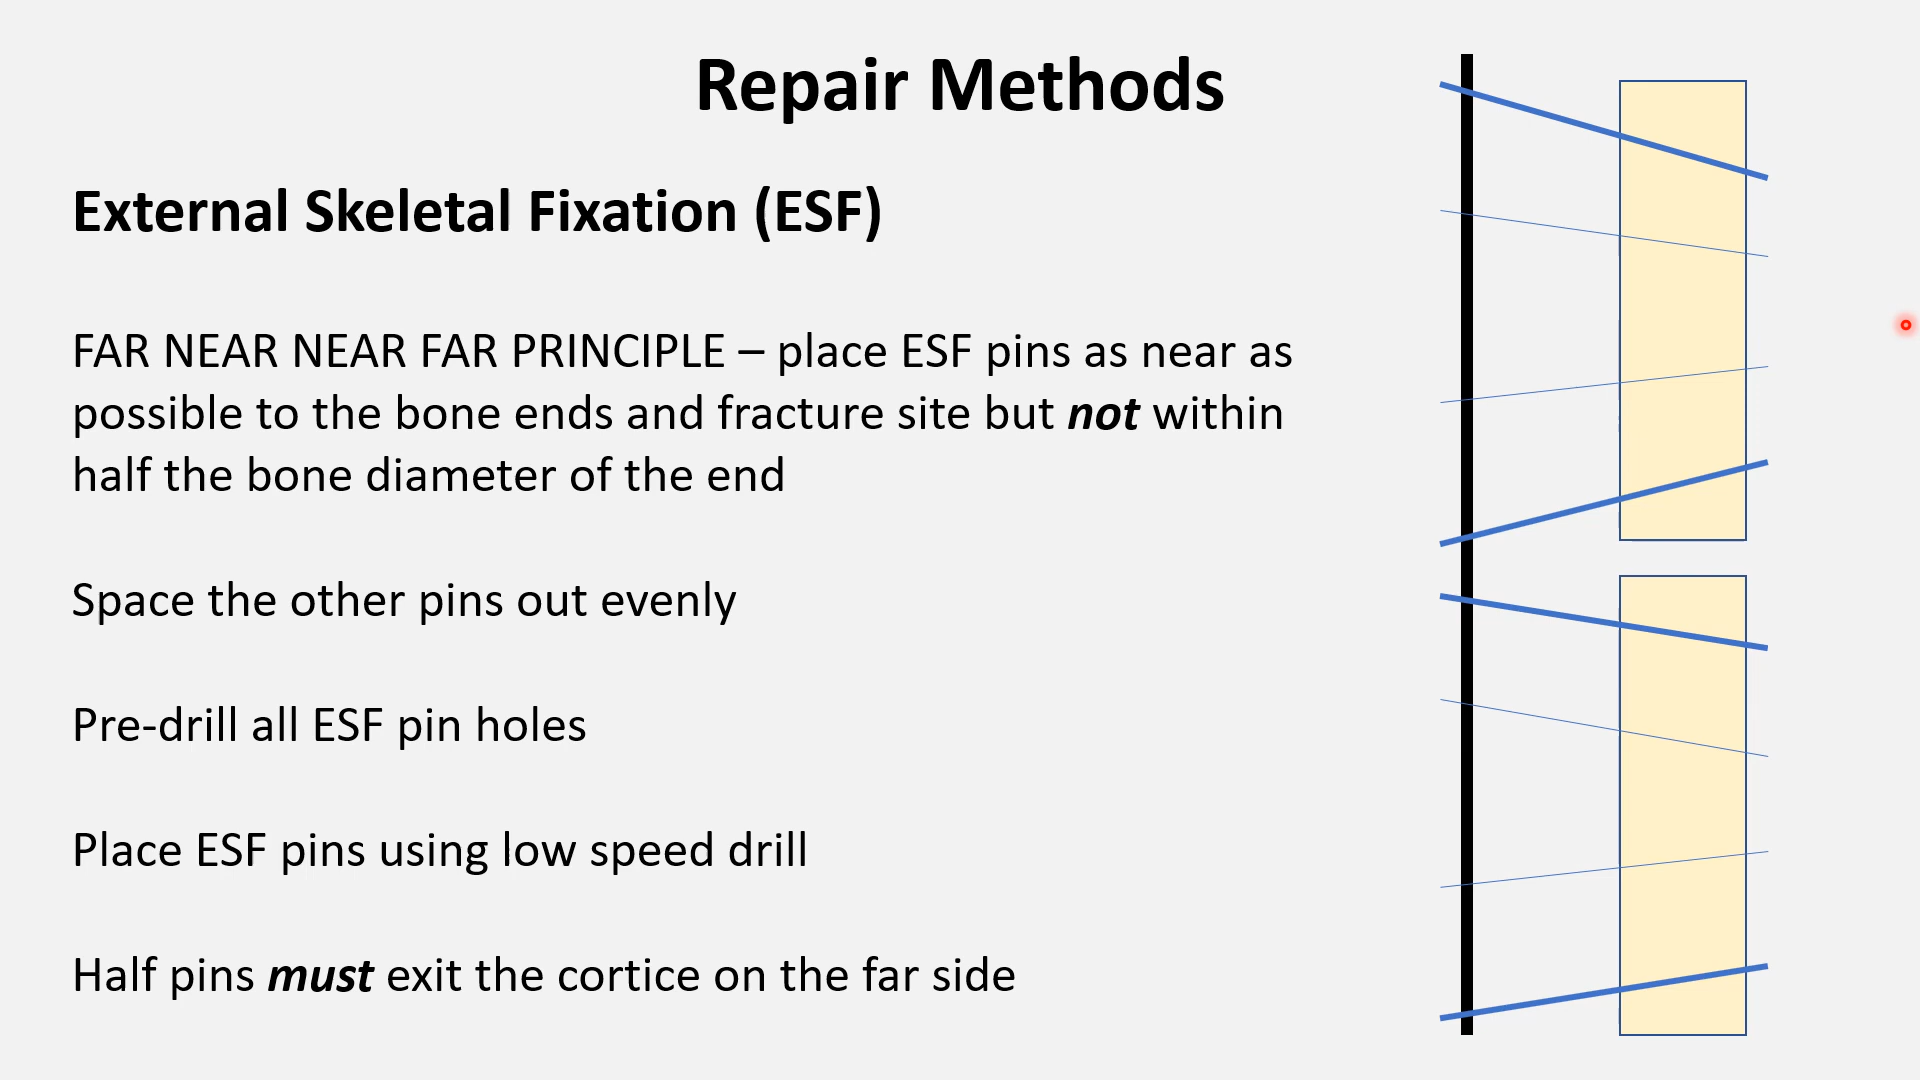 Repair Methods
External Skeletal Fixation (ESF)
FAR NEAR NEAR FAR PRINCIPLE – place ESF pins as near as
possible to the bone ends and fracture site but not within
half the bone diameter of the end
Space the other pins out evenly
Pre-drill all ESF pin holes
Place ESF pins using low speed drill
Half pins must exit the cortice on the far side